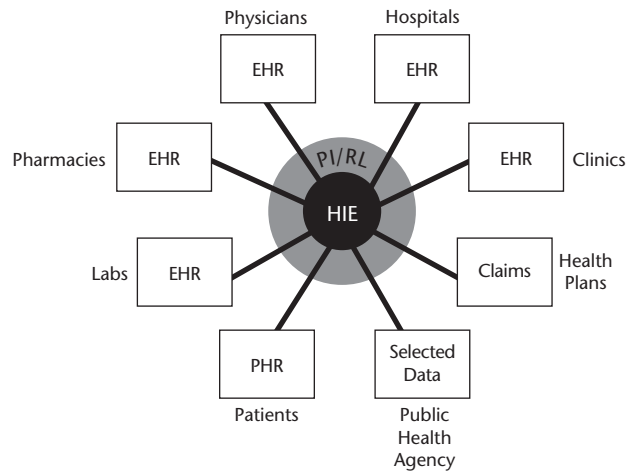 Physicians
Hospitals
EHR
EHR
Pharmacies
EHR
PI/RL
EHR
Clinics
HIE
Labs
EHR
Claims
Health
Plans
PHR
Selected
Data
Patients
Public
Health
Agency